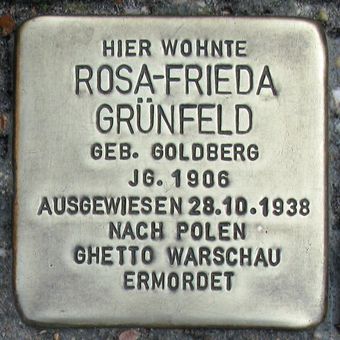 HIER WOHNTE
ROSA-FRIEDA
GRÜNFELD
GEB. GOLDBERG
JG. 1906
AUSGEWIESEN 28.10.1938
NACH POLEN
GHETTO WARSCHAU
ERMORDET